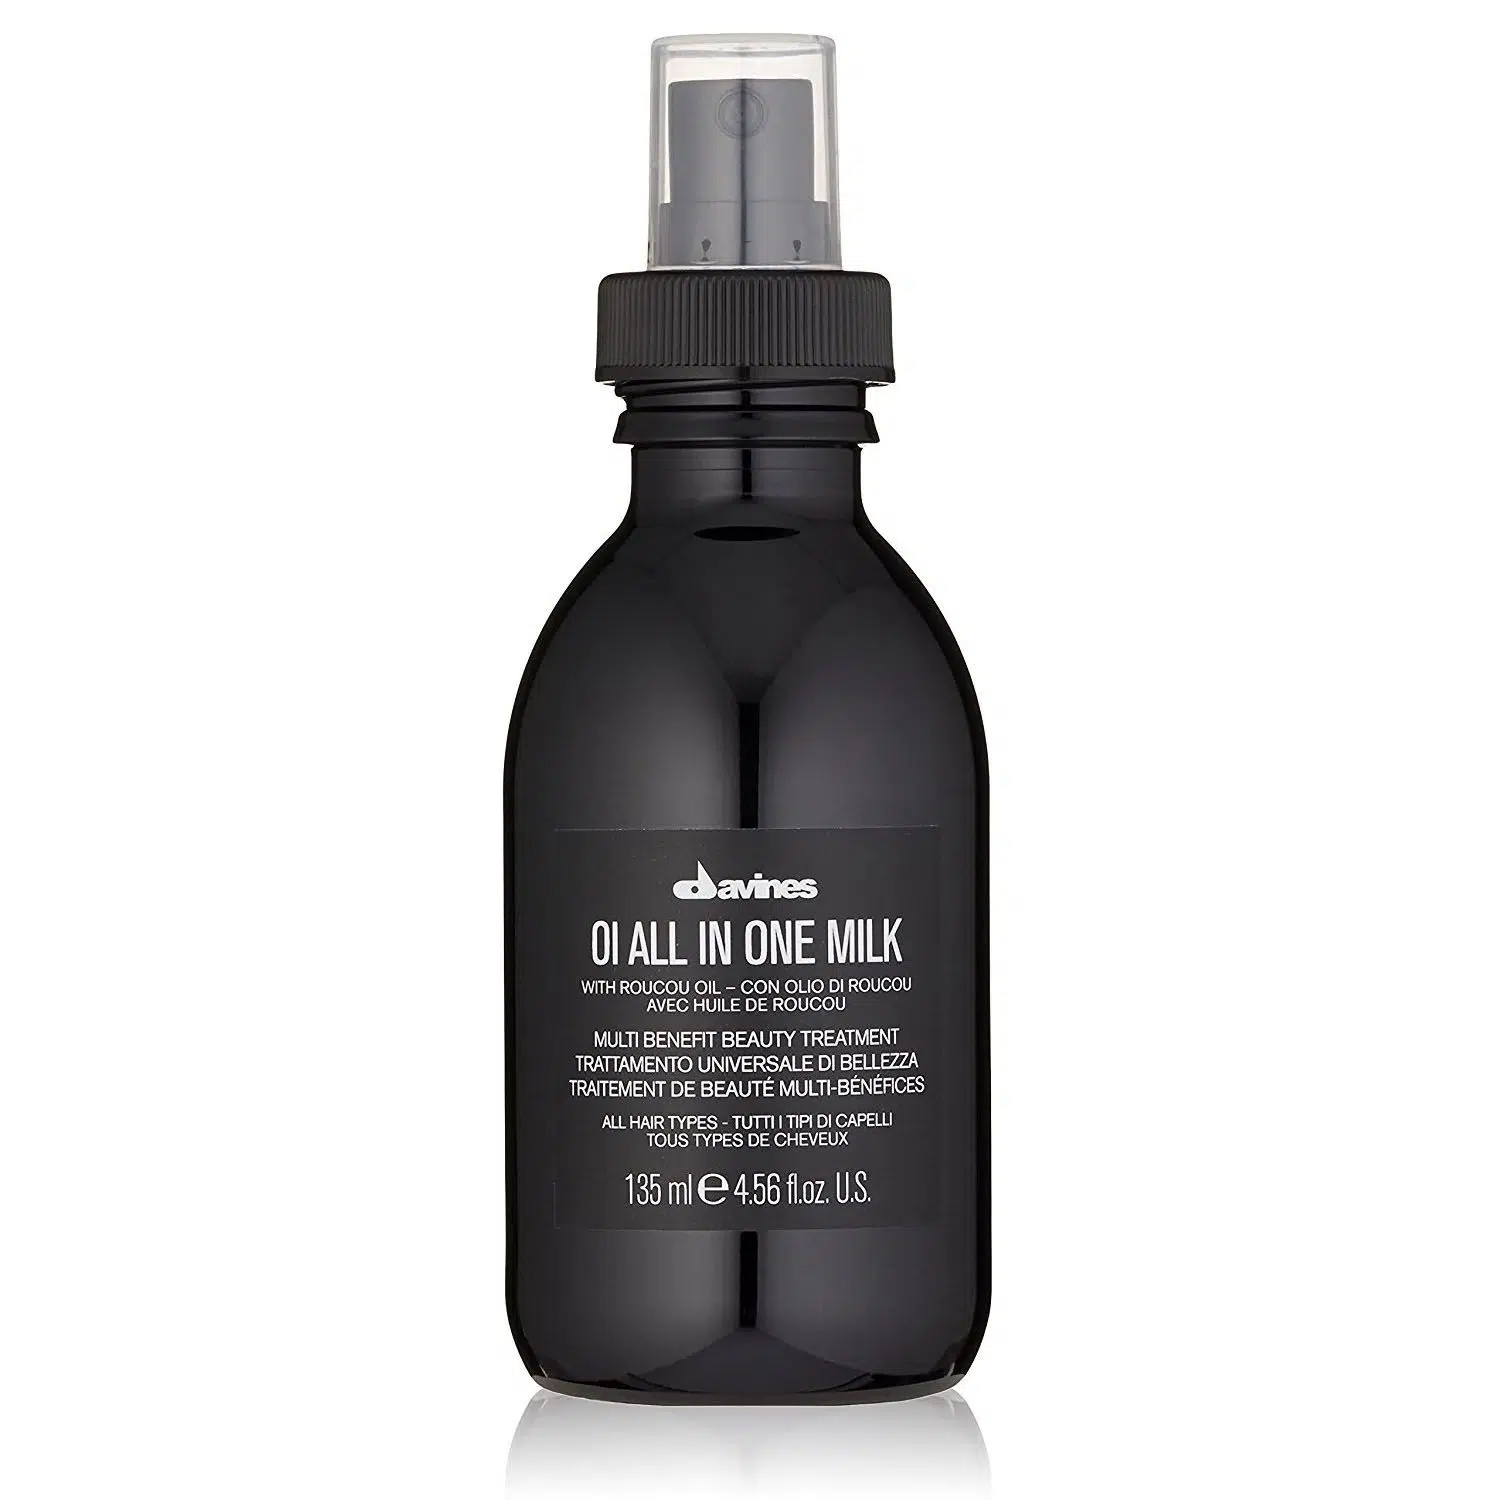 davines
OI ALL IN ONE MILK
WITH ROUCOU OIL – CON OLIO DI ROUCOU
AVEC HUILE DE ROUCOU
MULTI BENEFIT BEAUTY TREATMENT
TRATTAMENTO UNIVERSALE DI BELLEZZA
TRAITEMENT DE BEAUTÉ MULTI-BÉNÉFICES
ALL HAIR TYPES - TUTTI I TIPI DI CAPELLI
TOUS TYPES DE CHEVEUX
135 ml ℮ 4.56 fl.oz. U.S.